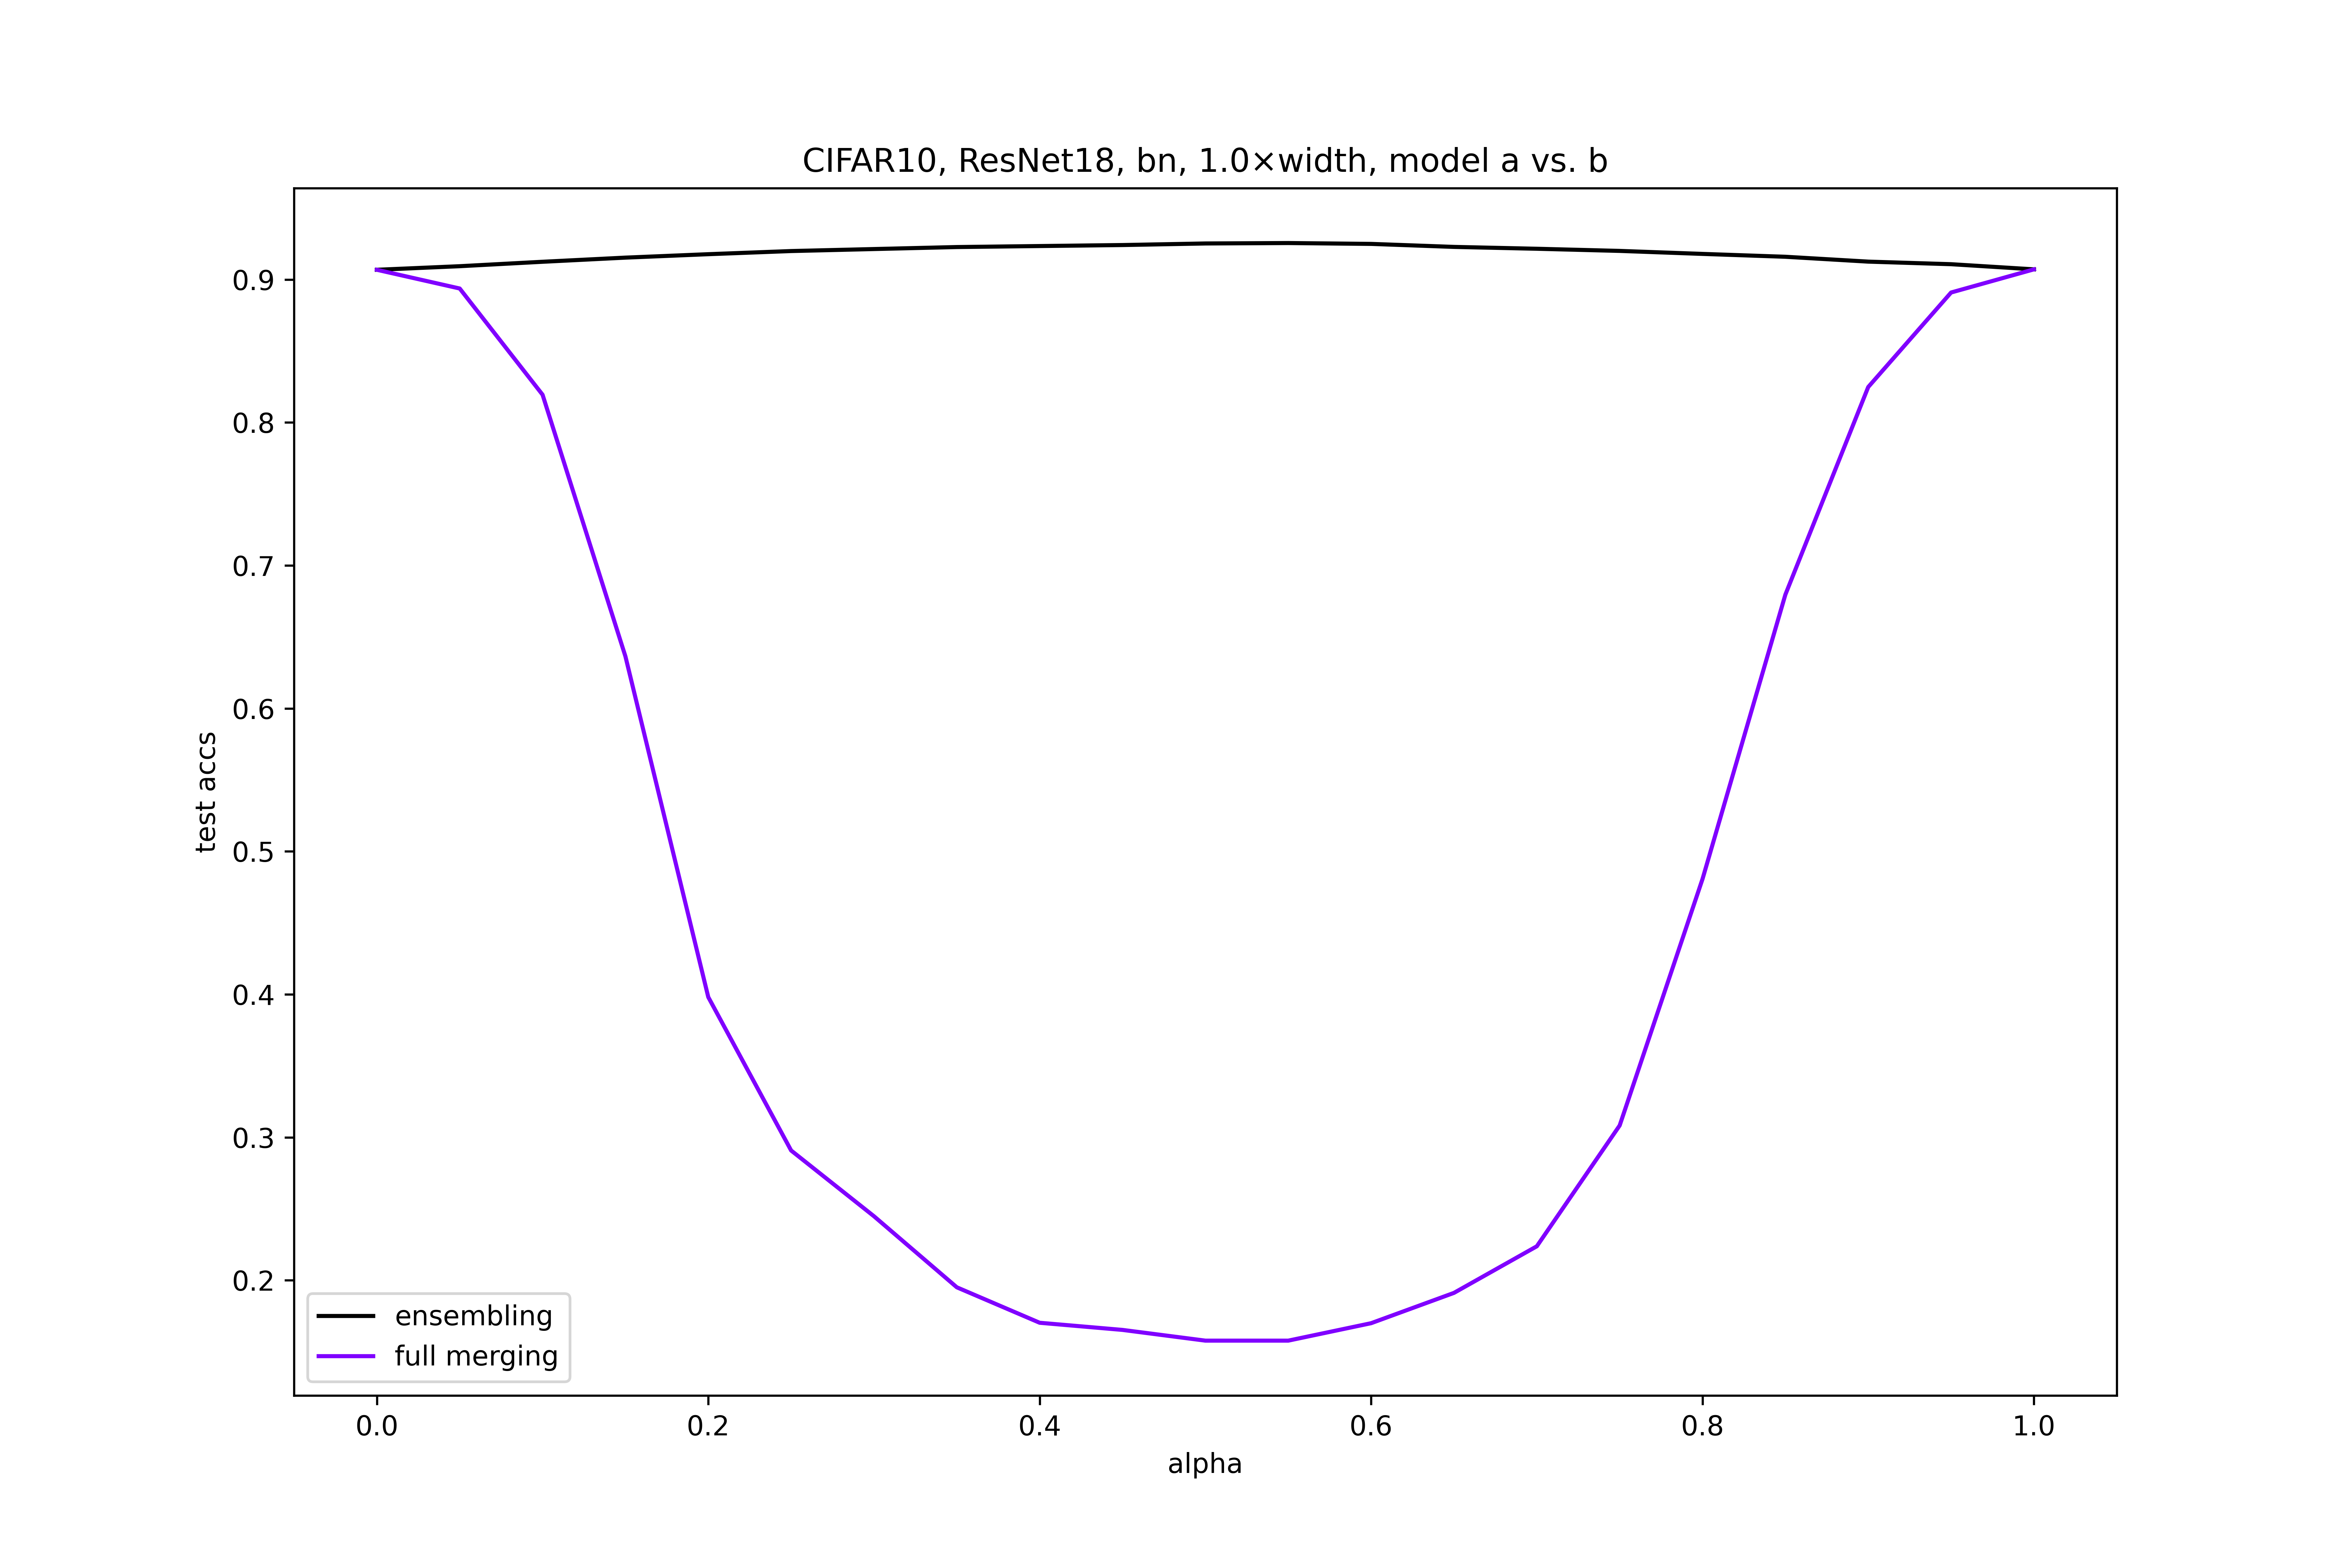 CIFAR10, ResNet18, bn, 1.0×width, model a vs. b
0.9
0.8
0.7
0.6
0.5
0.4
0.3
0.2
test accs
ensembling
full merging
0.0 0.2 0.4 0.6 0.8 1.0
alpha